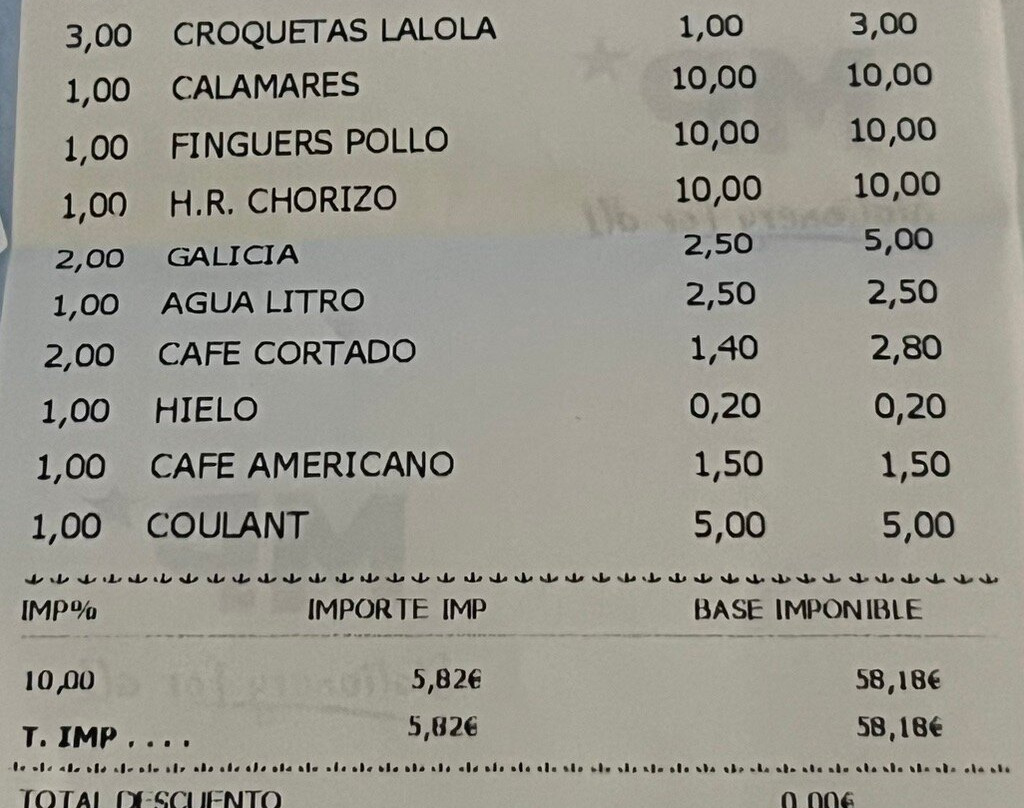 3,00 CROQUETAS LALOLA 1,00 3,00
1,00 CALAMARES 10,00 10,00
1,00 FINGUERS POLLO 10,00 10,00
1,00 H.R. CHORIZO 10,00 10,00
2,00 GALICIA 2,50 5,00
1,00 AGUA LITRO 2,50 2,50
2,00 CAFE CORTADO 1,40 2,80
1,00 HIELO 0,20 0,20
1,00 CAFE AMERICANO 1,50 1,50
1,00 COULANT 5,00 5,00
IMP% IMPORTE IMP BASE IMPONIBLE
10,00 5,82€ 58,18€
T. IMP . . . . 5,82€ 58,18€
TOTAL DESCUENTO 0,00€